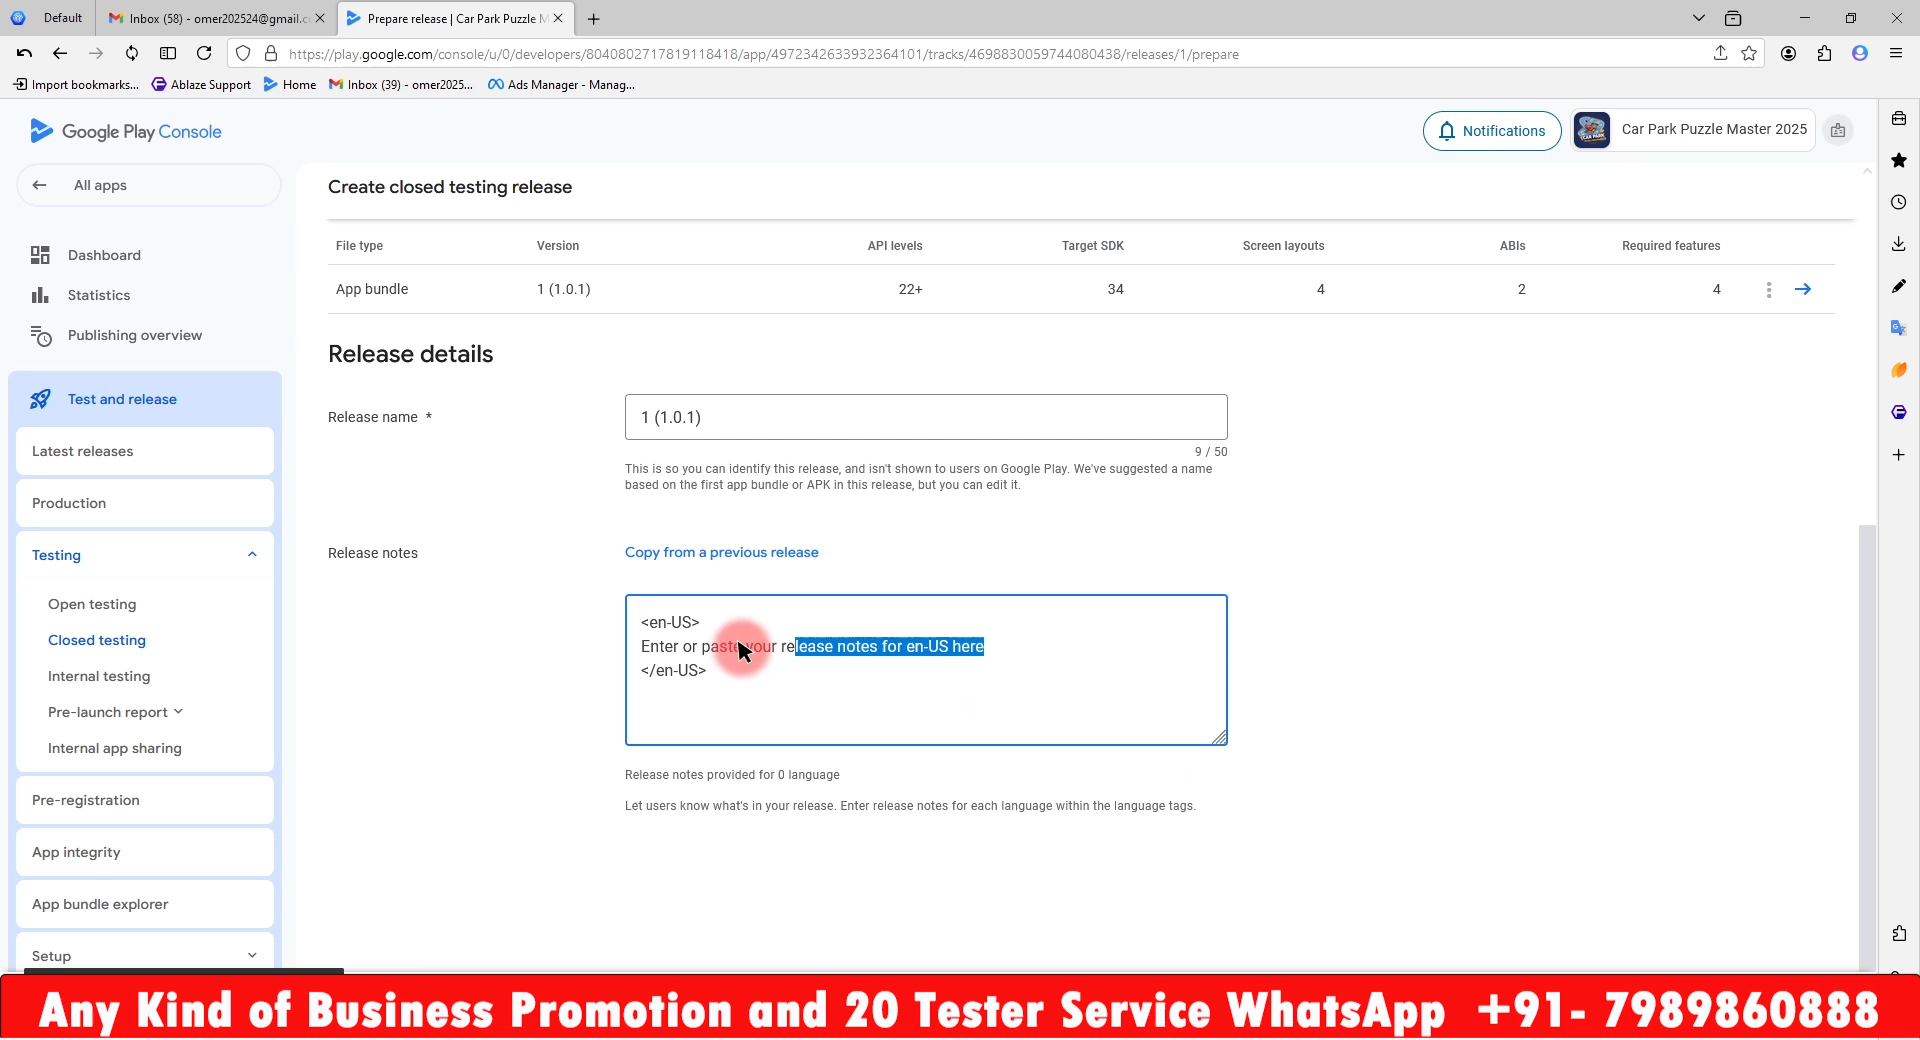 Default
Inbox (58) - omer202524@gmail.c
Prepare release | Car Park Puzzle M
https://play.google.com/console/u/0/developers/8040802717819118418/app/4972342633932364101/tracks/4698830059744080438/releases/1/prepare
Import bookmarks...
Ablaze Support
Home
Inbox (39) - omer2025...
Ads Manager - Manag...
Google Play Console
Notifications
Car Park Puzzle Master 2025
All apps
Create closed testing release
Dashboard
Statistics
Publishing overview
Test and release
Latest releases
Production
Testing
Open testing
Closed testing
Internal testing
Pre-launch report
Internal app sharing
Pre-registration
App integrity
App bundle explorer
Setup
File type Version API levels Target SDK Screen layouts ABIs Required features
App bundle 1 (1.0.1) 22+ 34 4 2 4
Release details
Release name *
1 (1.0.1)
9 / 50
This is so you can identify this release, and isn't shown to users on Google Play. We've suggested a name
based on the first app bundle or APK in this release, but you can edit it.
Release notes
Copy from a previous release
<en-US>
Enter or paste your release notes for en-US here
</en-US>
Release notes provided for 0 language
Let users know what's in your release. Enter release notes for each language within the language tags.
Any Kind of Business Promotion and 20 Tester Service WhatsApp +91- 7989860888